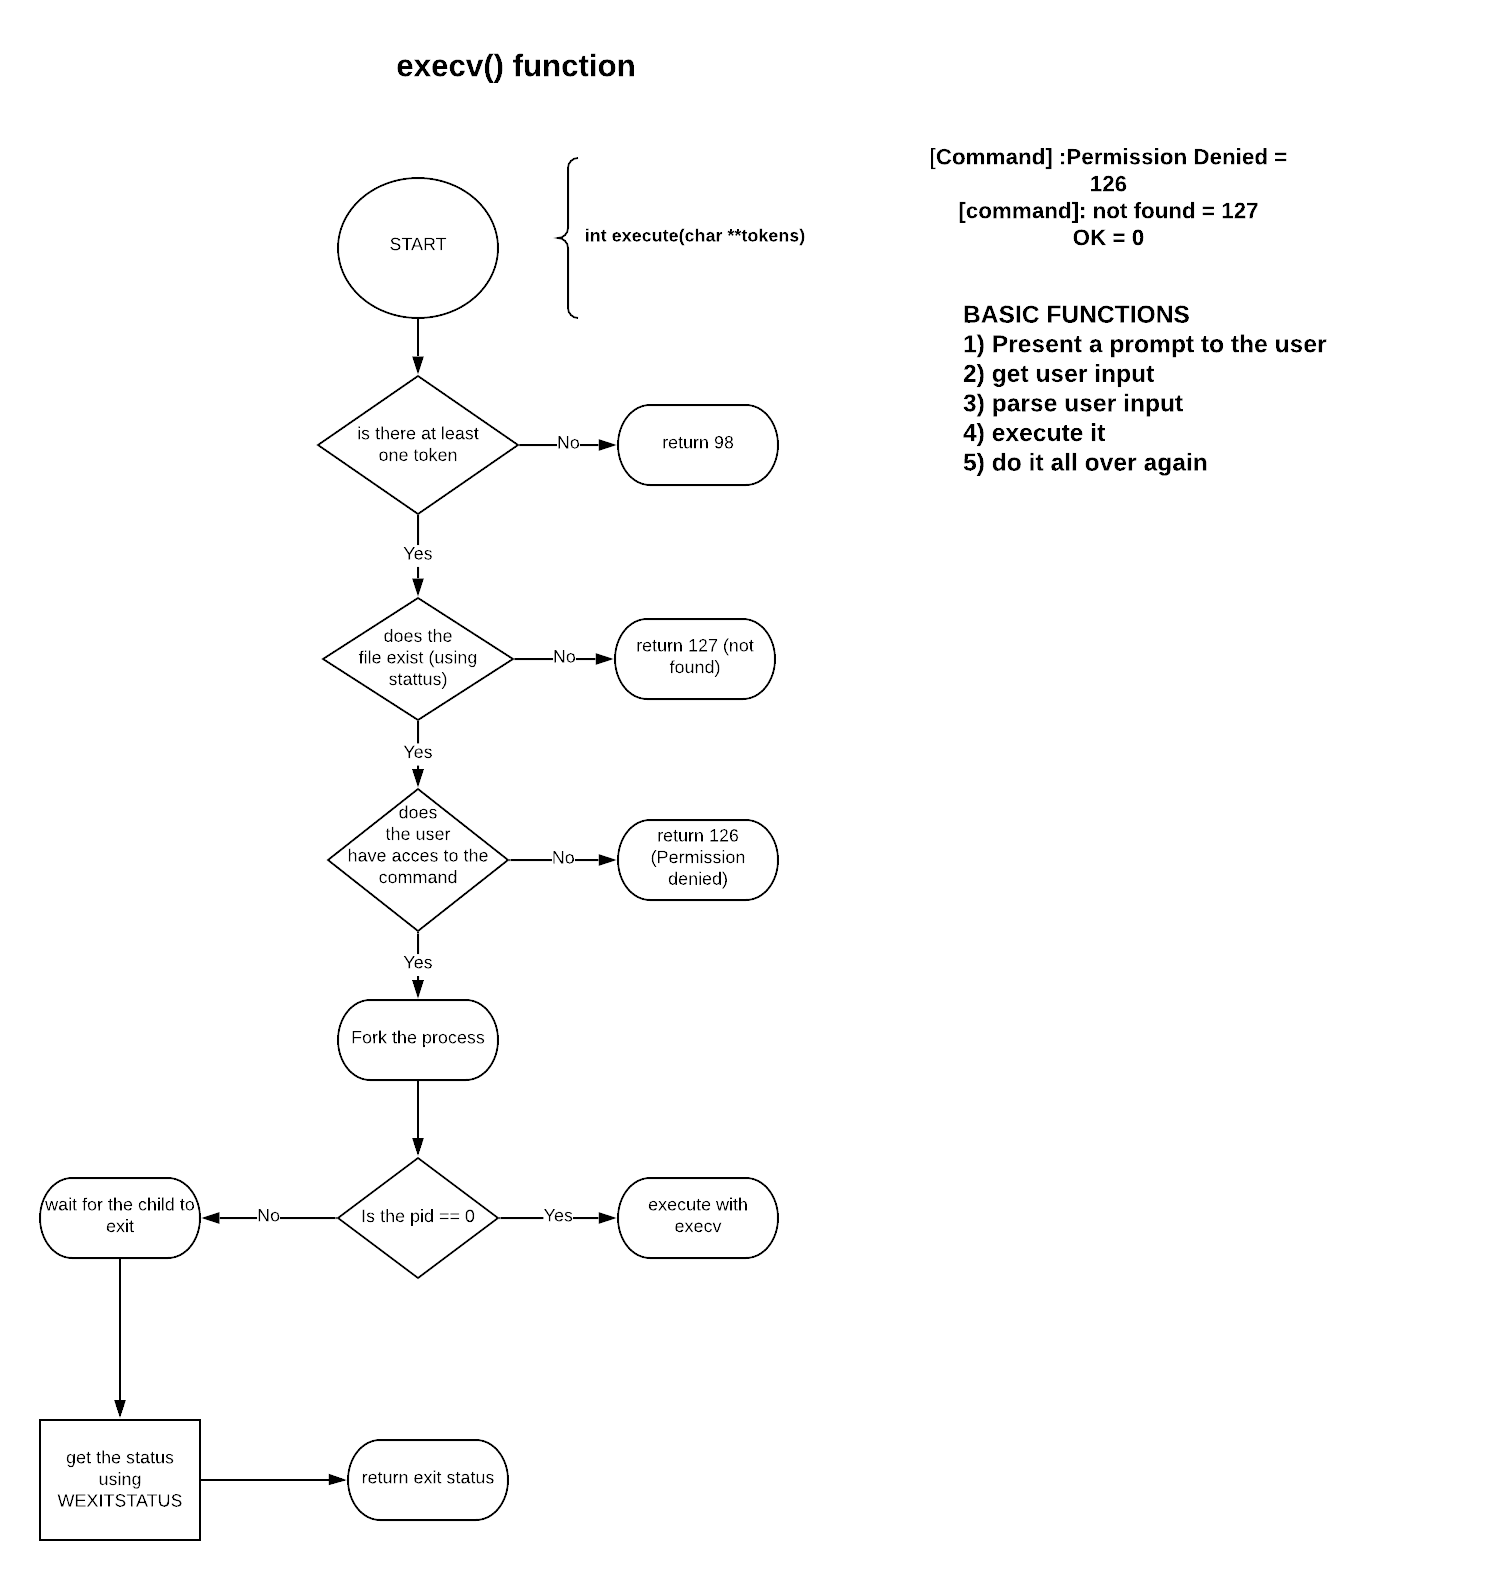 execv() function
[Command] :Permission Denied =
126
[command]: not found = 127
OK = 0
START
int execute(char **tokens)
BASIC FUNCTIONS
1) Present a prompt to the user
2) get user input
3) parse user input
4) execute it
5) do it all over again
is there at least
one token
No
return 98
Yes
does the
file exist (using
stattus)
No
return 127 (not
found)
Yes
does
the user
have acces to the
command
No
return 126
(Permission
denied)
Yes
Fork the process
wait for the child to
exit
No
Is the pid == 0
Yes
execute with
execv
get the status
using
WEXITSTATUS
return exit status